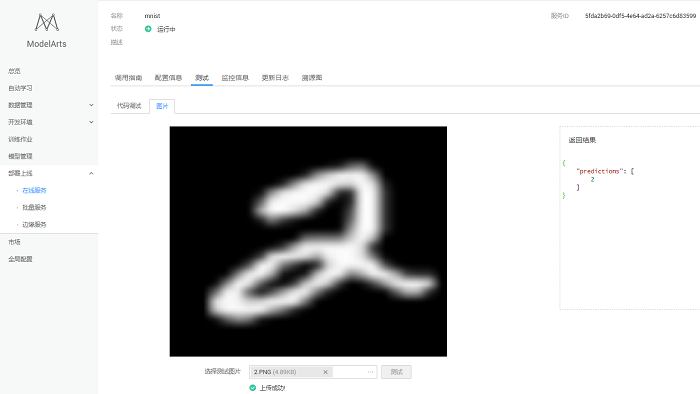 ModelArts
总览
自动学习
数据管理
开发环境
训练作业
模型管理
部署上线
在线服务
批量服务
边缘服务
市场
全局配置
名称 mnist 服务ID 5fda2b69-0df5-4e64-ad2a-6257c6d83599
状态 运行中
描述
调用指南 配置信息 测试 监控信息 更新日志 溯源图
代码调试 图片
2
返回结果
{
"predictions": [
2
]
}
选择测试图片 2.PNG (4.89KB) × ... 测试
上传成功!